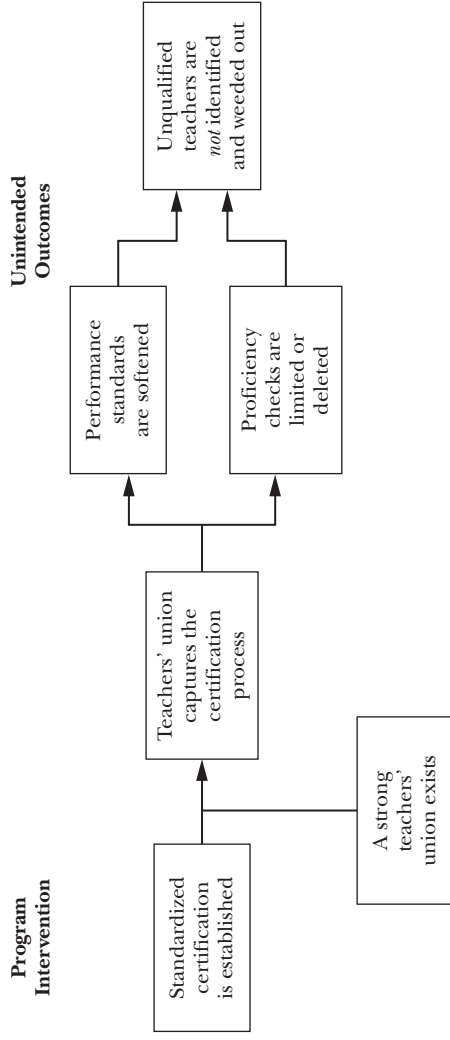 Program
Intervention
Unintended
Outcomes
Standardized
certification
is established
A strong
teachers’
union exists
Teachers’ union
captures the
certification
process
Performance
standards
are softened
Proficiency
checks are
limited or
deleted
Unqualified
teachers are
not identified
and weeded out